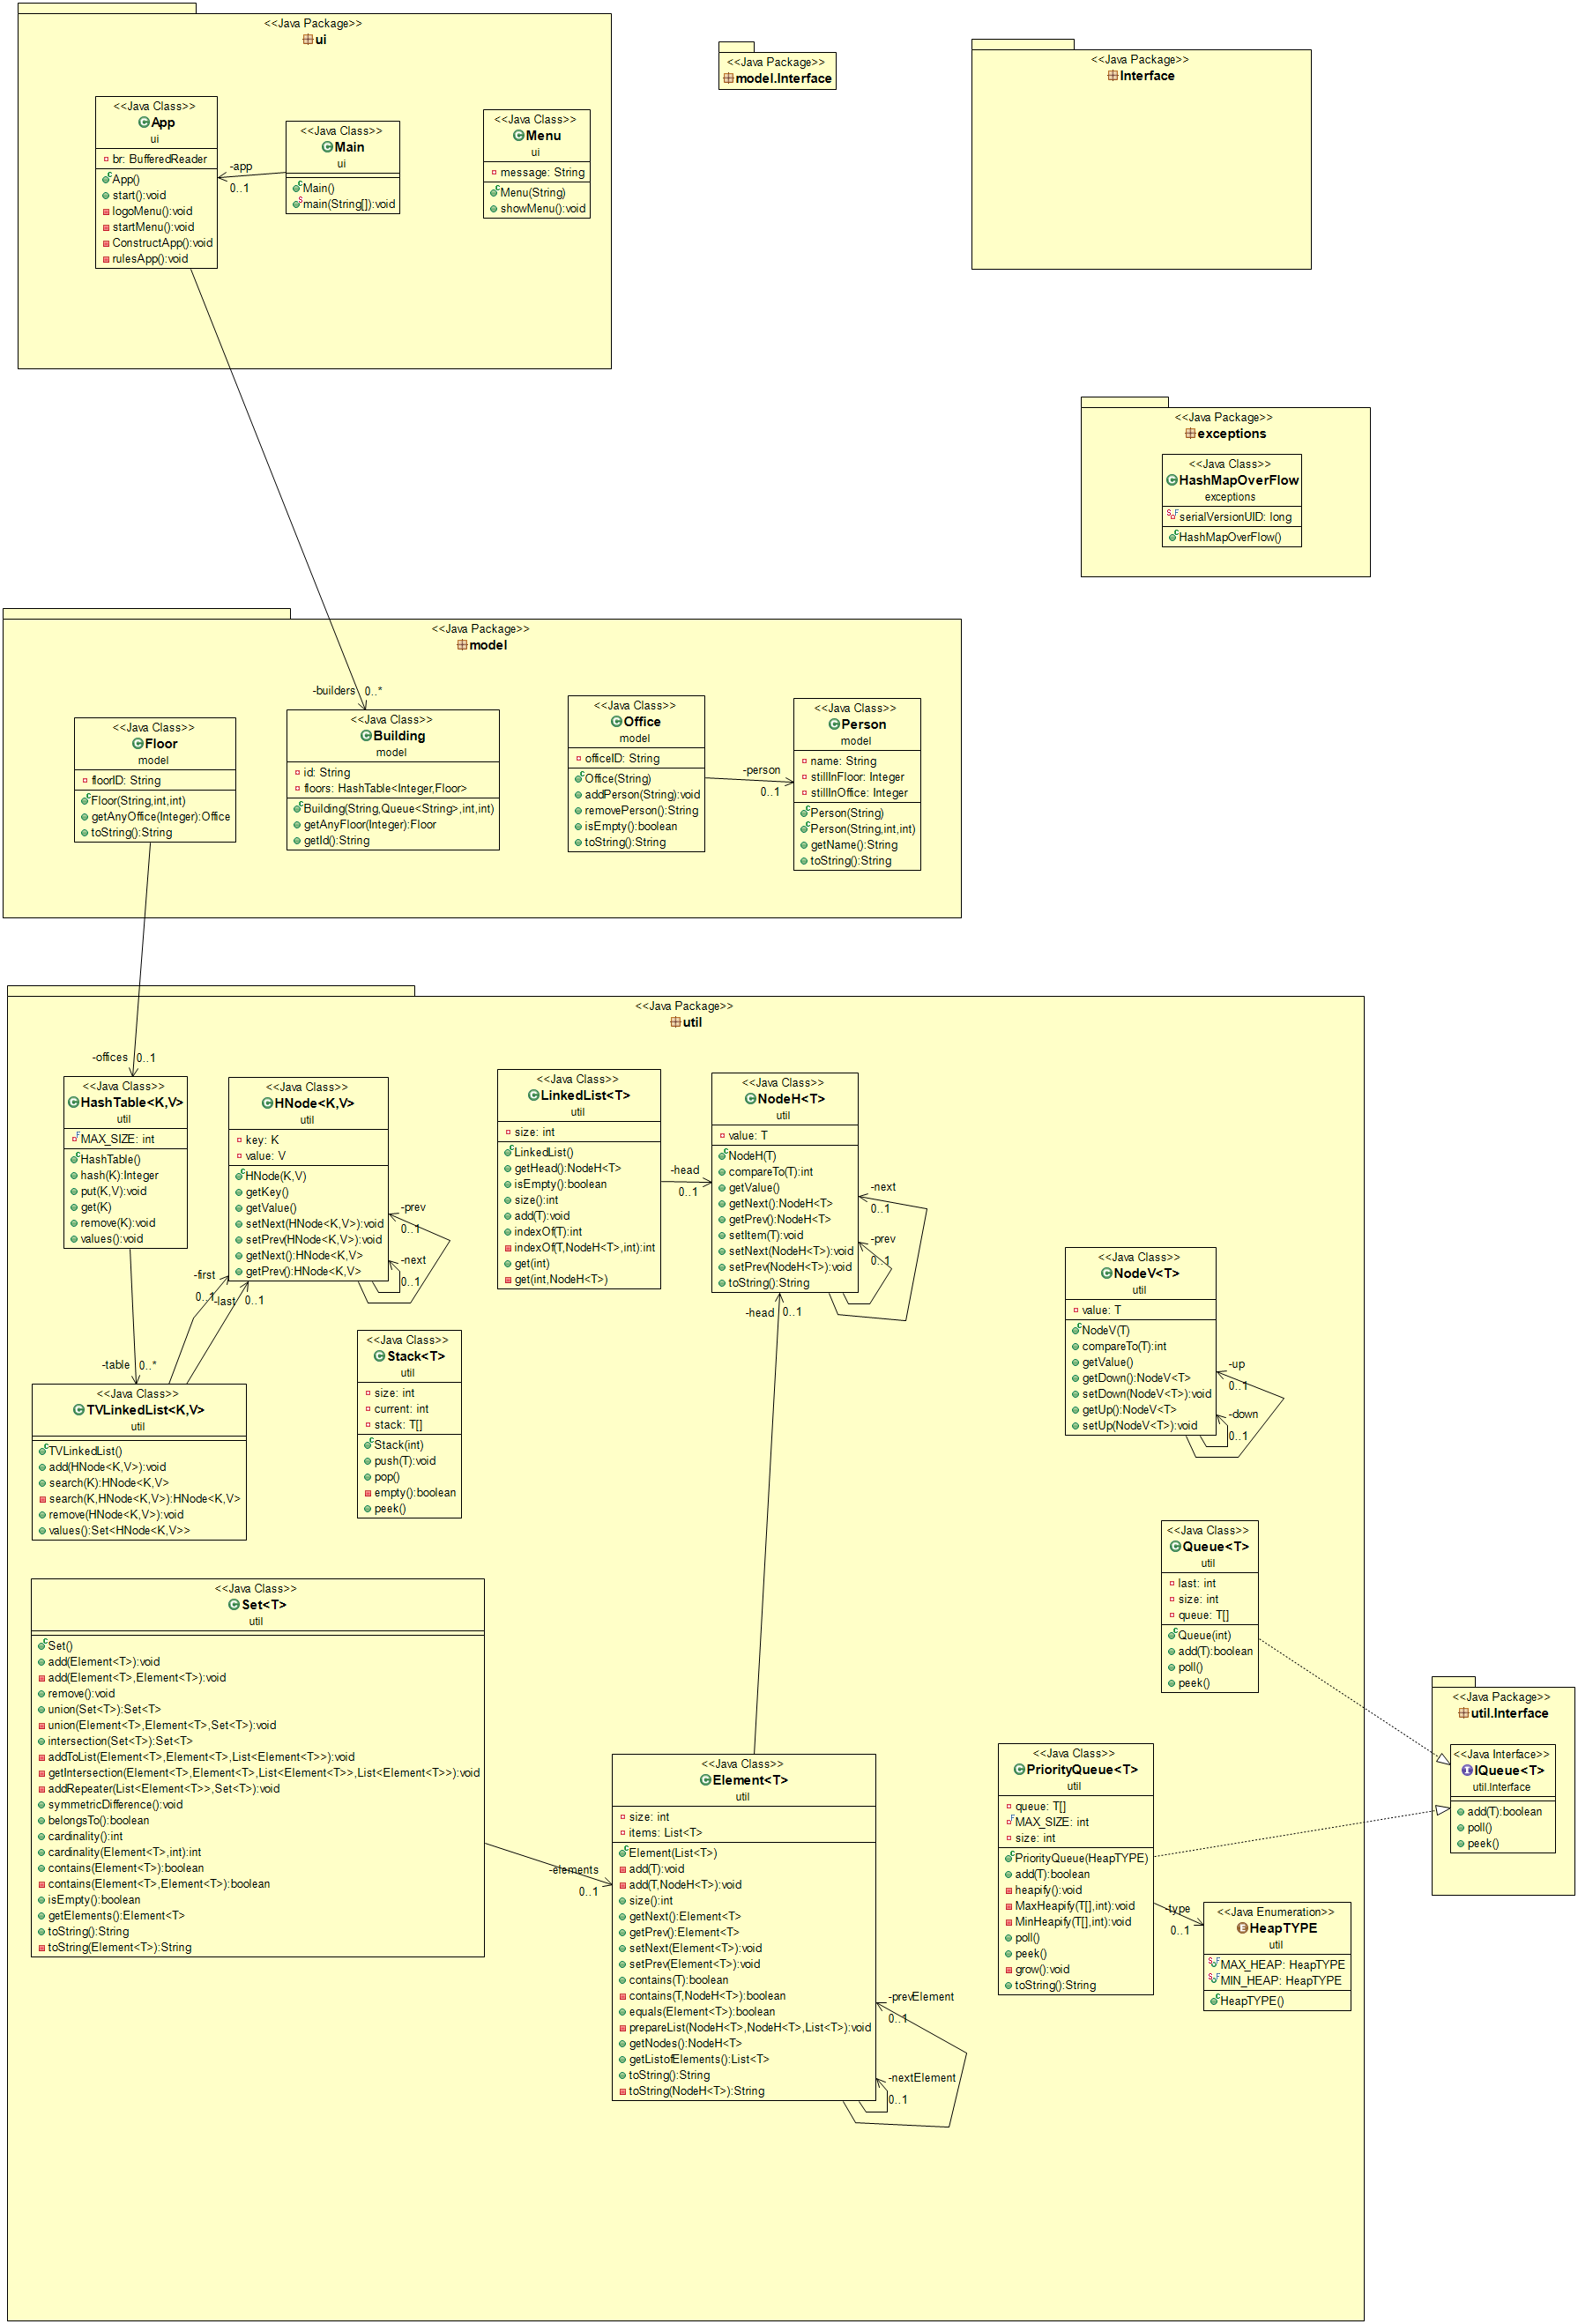 <<Java Package>>
ui
<<Java Class>>
App
ui
br: BufferedReader
App()
start():void
logoMenu():void
startMenu():void
ConstructApp():void
rulesApp():void
-app
0..1
<<Java Class>>
Main
ui
Main()
main(String[]):void
<<Java Class>>
Menu
ui
message: String
Menu(String)
showMenu():void
<<Java Package>>
model.Interface
<<Java Package>>
Interface
<<Java Package>>
exceptions
<<Java Class>>
HashMapOverFlow
exceptions
serialVersionUID: long
HashMapOverFlow()
<<Java Package>>
model
-builders 0..*
<<Java Class>>
Floor
model
floorID: String
Floor(String,int,int)
getAnyOffice(Integer):Office
toString():String
<<Java Class>>
Building
model
id: String
floors: HashTable<Integer,Floor>
Building(String,Queue<String>,int,int)
getAnyFloor(Integer):Floor
getId():String
<<Java Class>>
Office
model
officeID: String
Office(String)
addPerson(String):void
removePerson():String
isEmpty():boolean
toString():String
-person
0..1
<<Java Class>>
Person
model
name: String
stillInFloor: Integer
stillInOffice: Integer
Person(String)
Person(String,int,int)
getName():String
toString():String
<<Java Package>>
util
-offices 0..1
<<Java Class>>
HashTable<K,V>
util
MAX_SIZE: int
HashTable()
hash(K):Integer
put(K,V):void
get(K)
remove(K):void
values():void
<<Java Class>>
HNode<K,V>
util
key: K
value: V
HNode(K,V)
getKey()
getValue()
setNext(HNode<K,V>):void
setPrev(HNode<K,V>):void
getNext():HNode<K,V>
getPrev():HNode<K,V>
-prev
0..1
-next
0..1
-first
0..1
-last 0..1
<<Java Class>>
LinkedList<T>
util
size: int
LinkedList()
getHead():NodeH<T>
isEmpty():boolean
size():int
add(T):void
indexOf(T):int
indexOf(T,NodeH<T>,int):int
get(int)
get(int,NodeH<T>)
-head
0..1
<<Java Class>>
NodeH<T>
util
value: T
NodeH(T)
compareTo(T):int
getValue()
getNext():NodeH<T>
getPrev():NodeH<T>
setItem(T):void
setNext(NodeH<T>):void
setPrev(NodeH<T>):void
toString():String
-next
0..1
-prev
0..1
-head 0..1
<<Java Class>>
NodeV<T>
util
value: T
NodeV(T)
compareTo(T):int
getValue()
getDown():NodeV<T>
setDown(NodeV<T>):void
getUp():NodeV<T>
setUp(NodeV<T>):void
-up
0..1
-down
0..1
-table 0..*
<<Java Class>>
TVLinkedList<K,V>
util
TVLinkedList()
add(HNode<K,V>):void
search(K):HNode<K,V>
search(K,HNode<K,V>):HNode<K,V>
remove(HNode<K,V>):void
values():Set<HNode<K,V>>
<<Java Class>>
Stack<T>
util
size: int
current: int
stack: T[]
Stack(int)
push(T):void
pop()
empty():boolean
peek()
<<Java Class>>
Queue<T>
util
last: int
size: int
queue: T[]
Queue(int)
add(T):boolean
poll()
peek()
<<Java Class>>
Set<T>
util
Set()
add(Element<T>):void
add(Element<T>,Element<T>):void
remove():void
union(Set<T>):Set<T>
union(Element<T>,Element<T>,Set<T>):void
intersection(Set<T>):Set<T>
addToList(Element<T>,Element<T>,List<Element<T>>):void
getIntersection(Element<T>,Element<T>,List<Element<T>>,List<Element<T>>):void
addRepeater(List<Element<T>>,Set<T>):void
symmetricDifference():void
belongsTo():boolean
cardinality():int
cardinality(Element<T>,int):int
contains(Element<T>):boolean
contains(Element<T>,Element<T>):boolean
isEmpty():boolean
getElements():Element<T>
toString():String
toString(Element<T>):String
-elements
0..1
<<Java Class>>
Element<T>
util
size: int
items: List<T>
Element(List<T>)
add(T):void
add(T,NodeH<T>):void
size():int
getNext():Element<T>
getPrev():Element<T>
setNext(Element<T>):void
setPrev(Element<T>):void
contains(T):boolean
contains(T,NodeH<T>):boolean
equals(Element<T>):boolean
prepareList(NodeH<T>,NodeH<T>,List<T>):void
getNodes():NodeH<T>
getListofElements():List<T>
toString():String
toString(NodeH<T>):String
-prevElement
0..1
-nextElement
0..1
<<Java Class>>
PriorityQueue<T>
util
queue: T[]
MAX_SIZE: int
size: int
PriorityQueue(HeapTYPE)
add(T):boolean
heapify():void
MaxHeapify(T[],int):void
MinHeapify(T[],int):void
poll()
peek()
grow():void
toString():String
-type
0..1
<<Java Enumeration>>
HeapTYPE
util
MAX_HEAP: HeapTYPE
MIN_HEAP: HeapTYPE
HeapTYPE()
<<Java Package>>
util.Interface
<<Java Interface>>
IQueue<T>
util.Interface
add(T):boolean
poll()
peek()